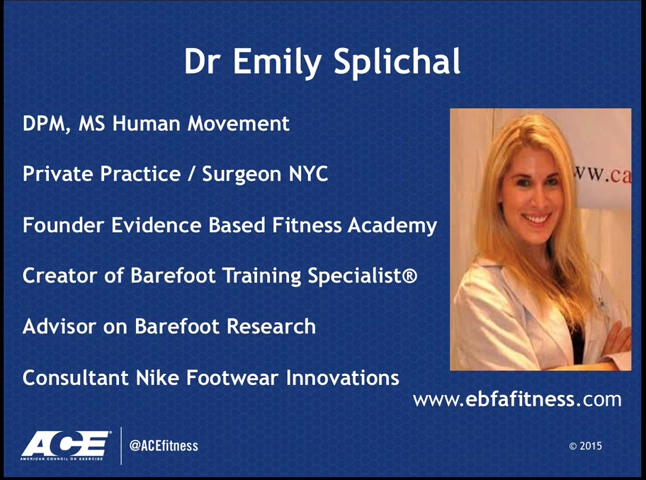 Dr Emily Splichal
DPM, MS Human Movement
Private Practice / Surgeon NYC
Founder Evidence Based Fitness Academy
Creator of Barefoot Training Specialist®
Advisor on Barefoot Research
Consultant Nike Footwear Innovations
ww.ca
www.ebfafitness.com
ACE®
AMERICAN COUNCIL ON EXERCISE
@ACEfitness
© 2015